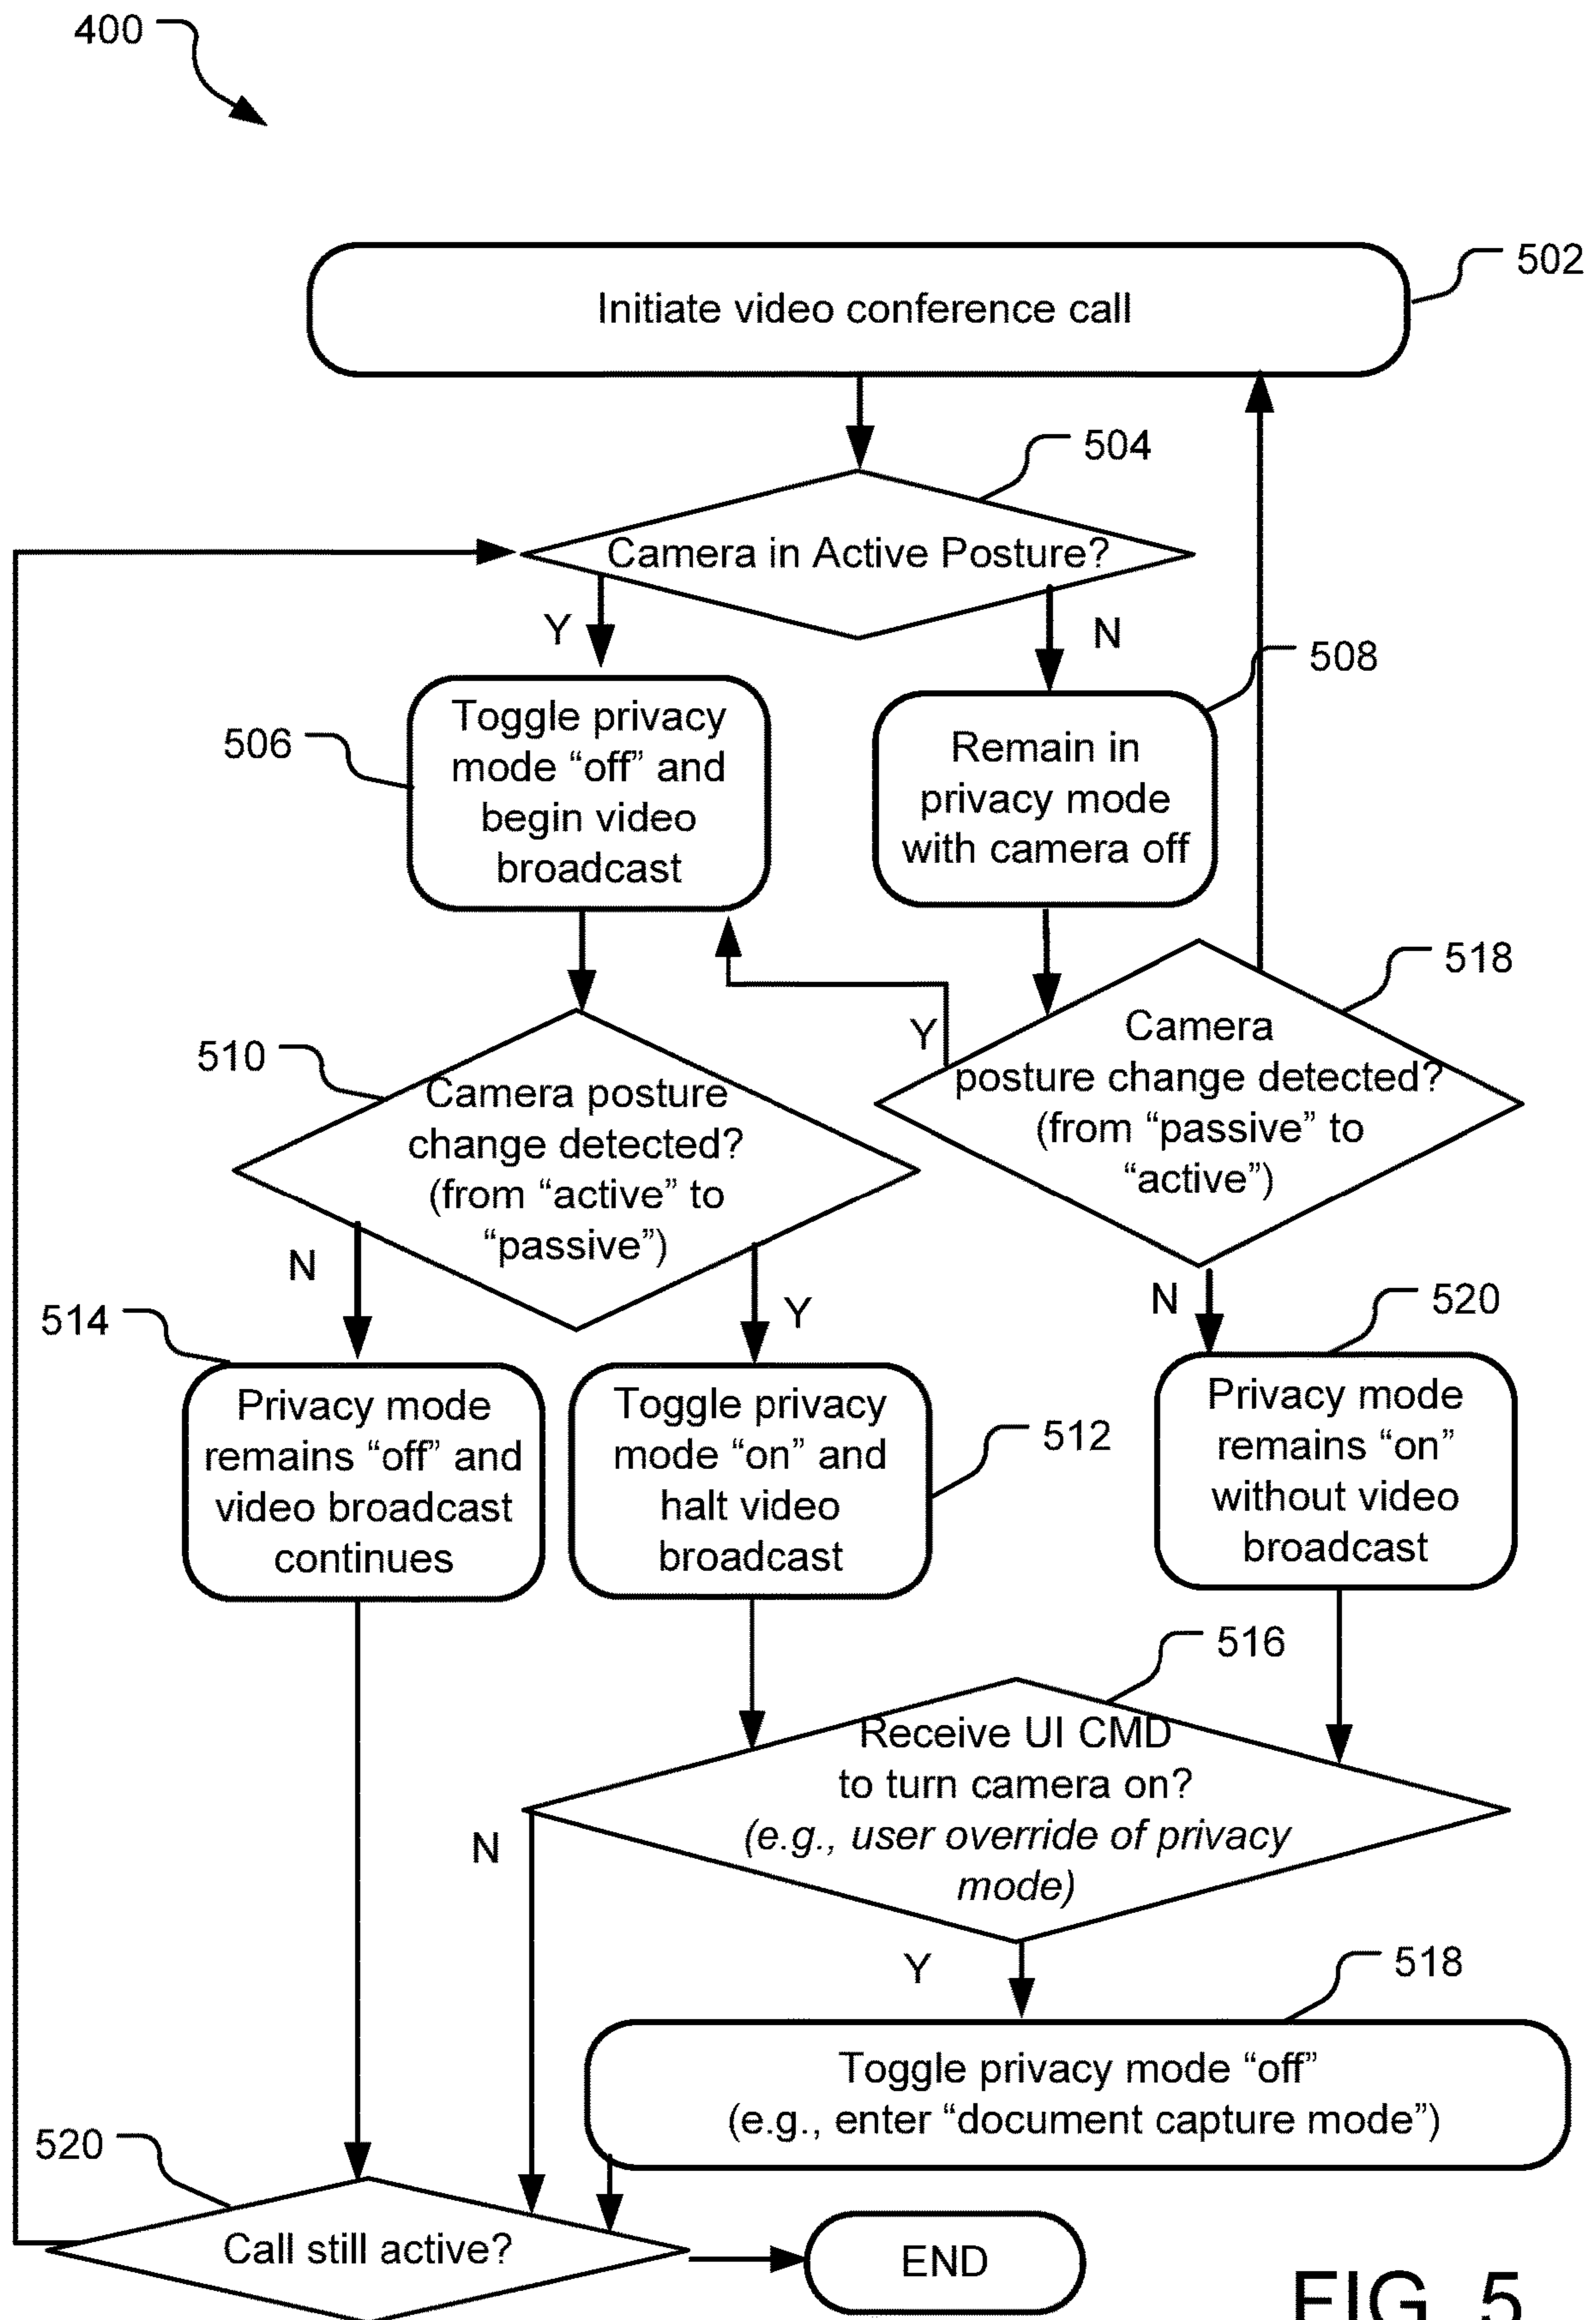 400
502
Initiate video conference call
504
Camera in Active Posture?
Y
N
508
506
Toggle privacy
mode “off” and
begin video
broadcast
Remain in
privacy mode
with camera off
518
Y
Camera
posture change detected?
(from “passive” to
“active”)
510
Camera posture
change detected?
(from “active” to
“passive”)
N
Y
N
520
514
Privacy mode
remains “off” and
video broadcast
continues
Toggle privacy
mode “on” and
halt video
broadcast
512
Privacy mode
remains “on”
without video
broadcast
516
Receive UI CMD
to turn camera on?
(e.g., user override of privacy
mode)
N
Y
518
Toggle privacy mode “off”
(e.g., enter “document capture mode”)
520
Call still active?
END
FIG. 5